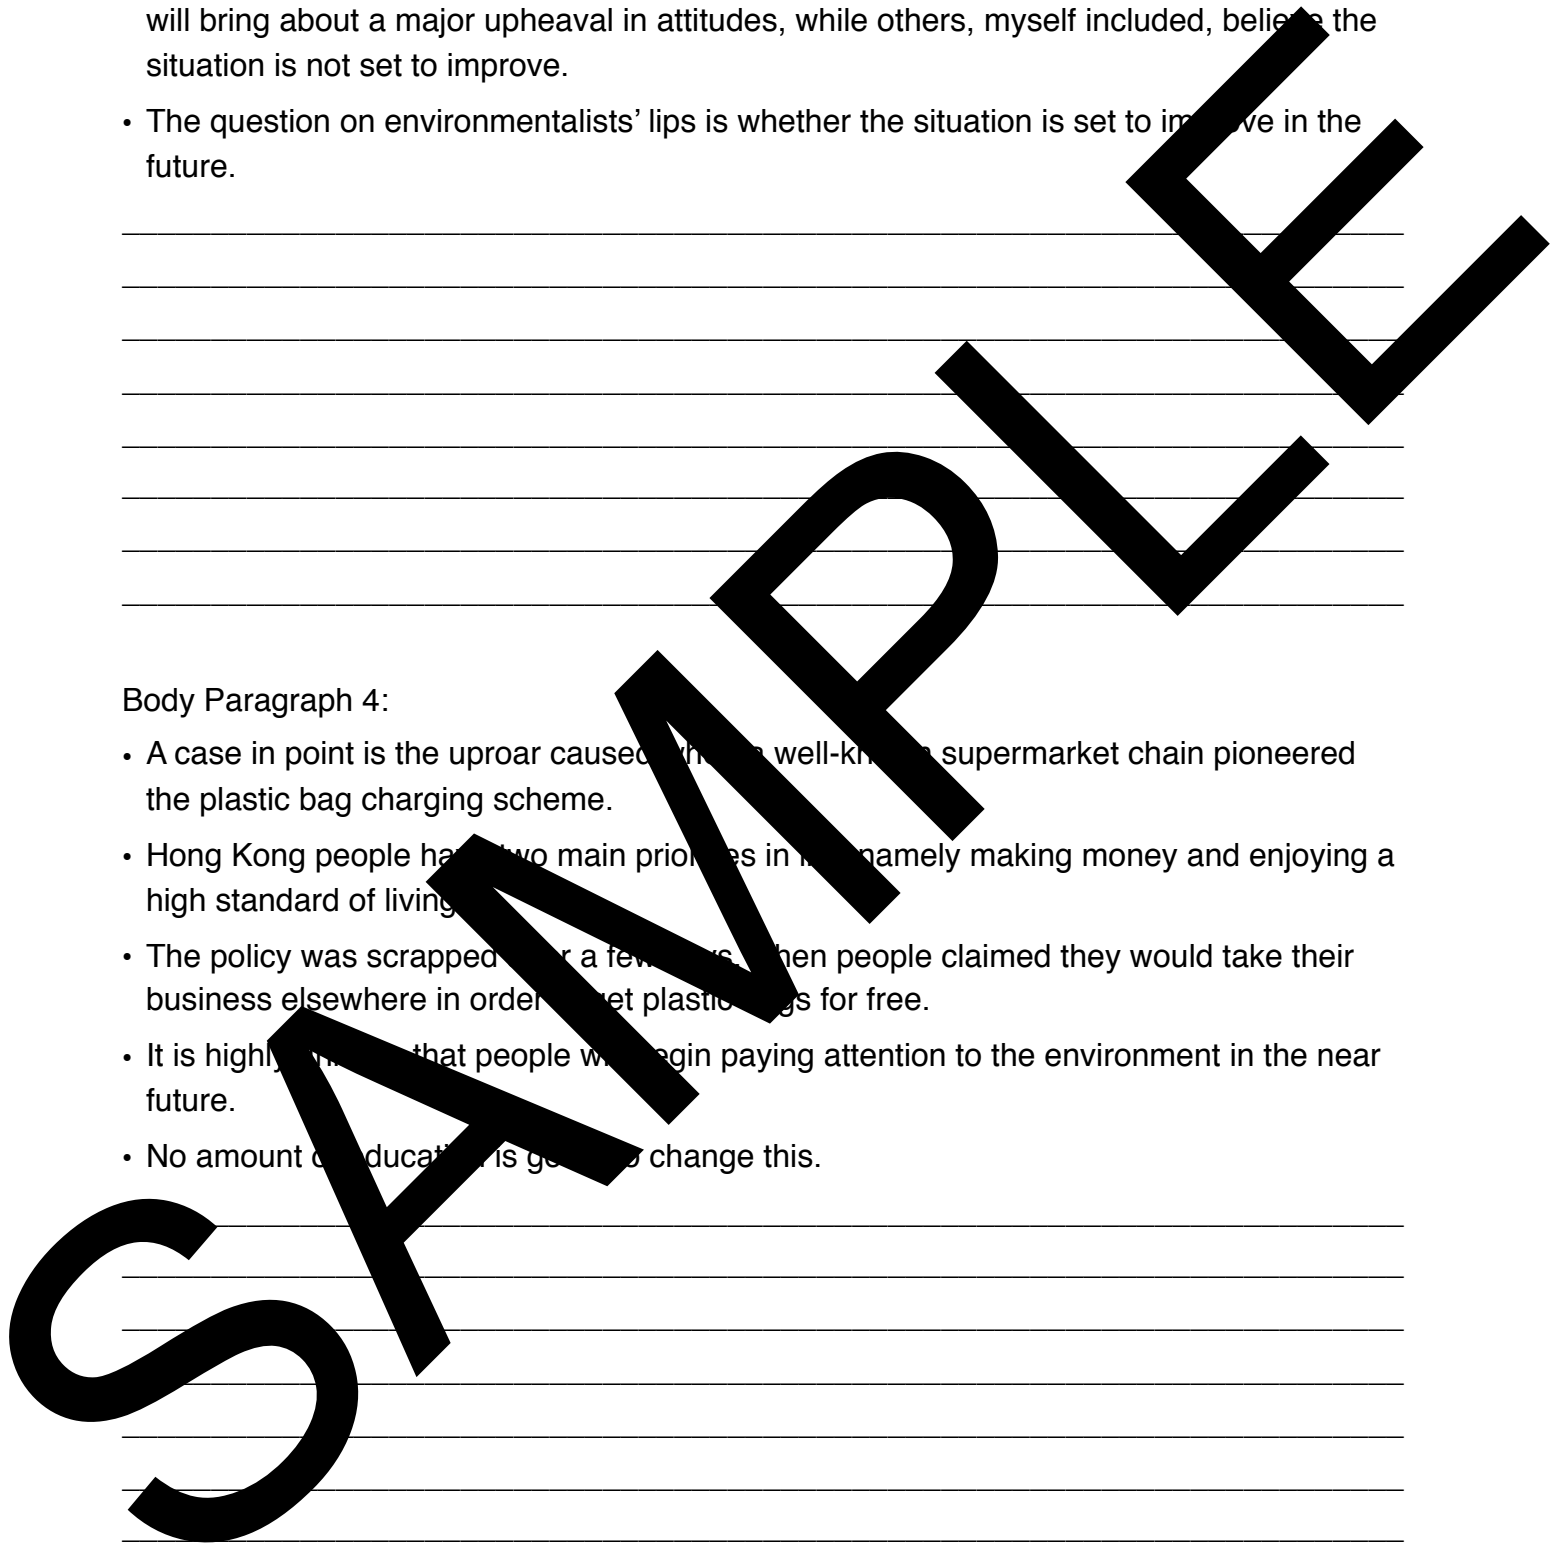 will bring about a major upheaval in attitudes, while others, myself included, believe the
situation is not set to improve.
• The question on environmentalists’ lips is whether the situation is set to improve in the
future.
Body Paragraph 4:
• A case in point is the uproar caused when a well-known supermarket chain pioneered
the plastic bag charging scheme.
• Hong Kong people have two main priorities in life, namely making money and enjoying a
high standard of living
• The policy was scrapped after a few days, when people claimed they would take their
business elsewhere in order to get plastic bags for free.
• It is highly that people will begin paying attention to the environment in the near
future.
• No amount of education is going to change this.
SAMPLE